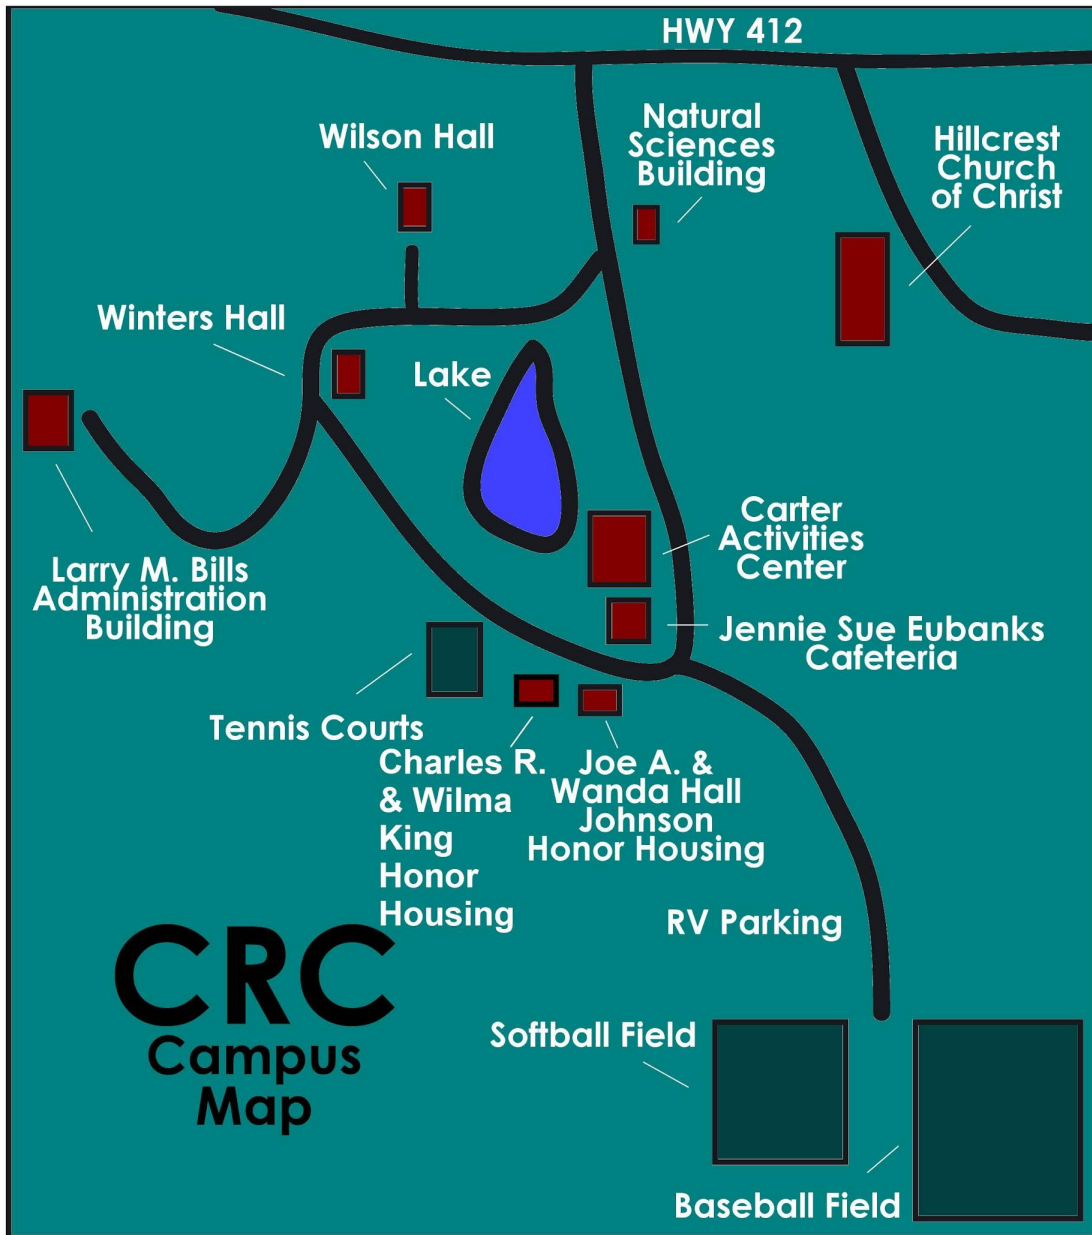 HWY 412
Wilson Hall
Natural
Sciences
Building
Hillcrest
Church
of Christ
Winters Hall
Lake
Carter
Activities
Center
Larry M. Bills
Administration
Building
Jennie Sue Eubanks
Cafeteria
Tennis Courts
Charles R.
& Wilma
King
Honor
Housing
Joe A. &
Wanda Hall
Johnson
Honor Housing
RV Parking
CRC
Campus
Map
Softball Field
Baseball Field